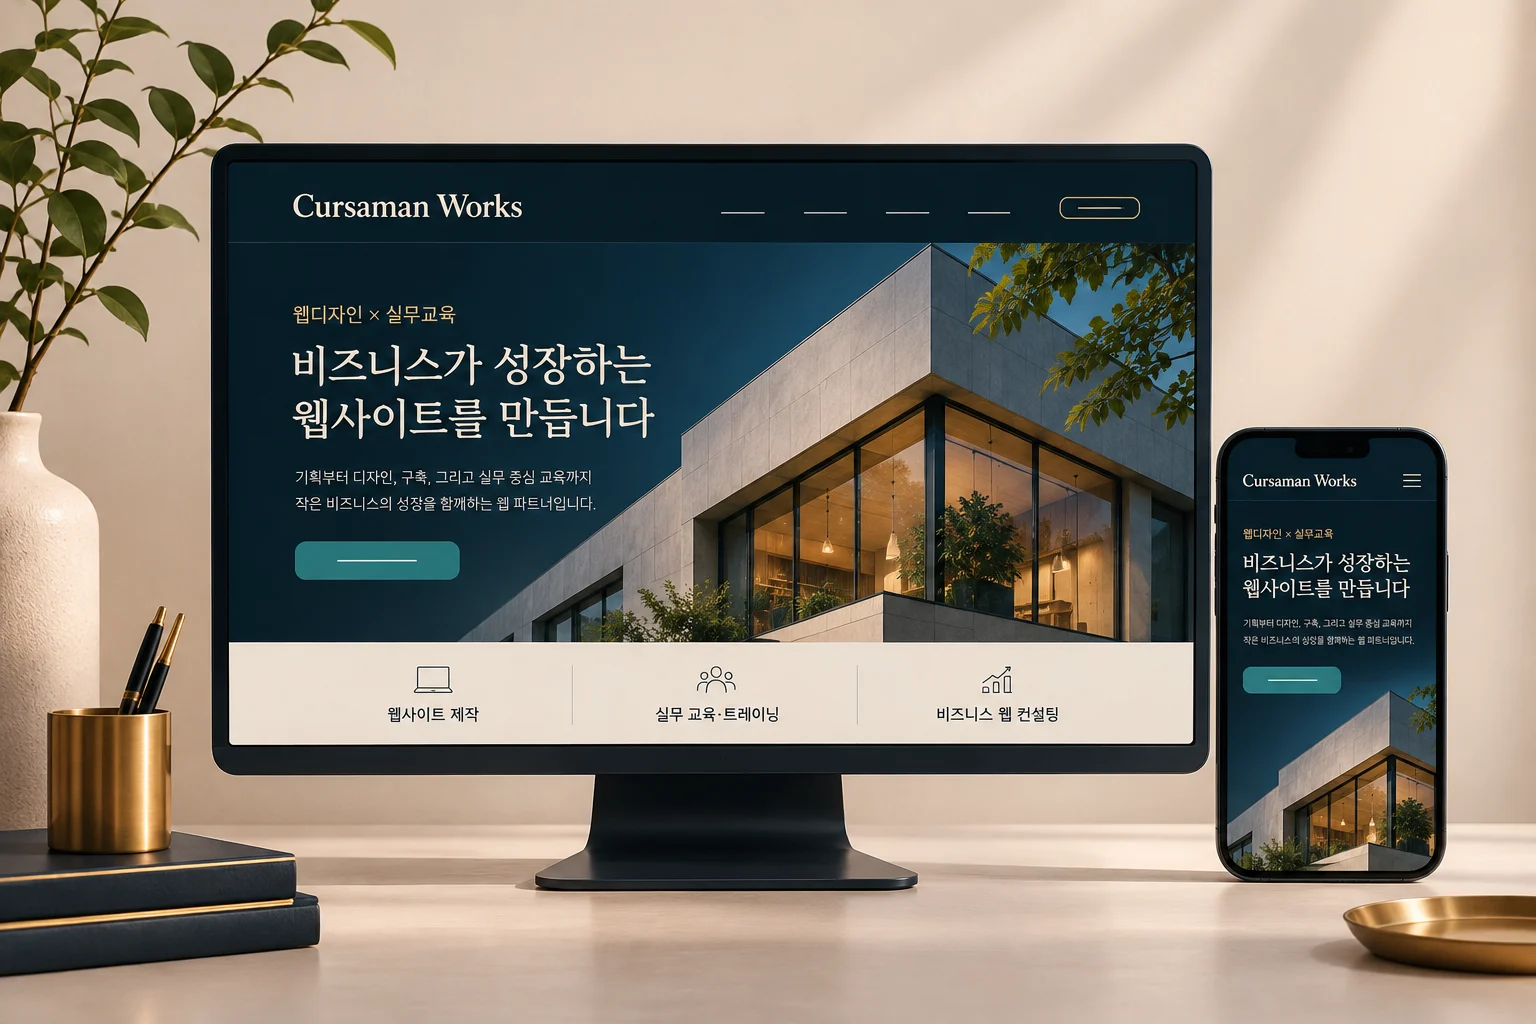 Cursaman Works
웹디자인 × 실무교육
비즈니스가 성장하는
웹사이트를 만듭니다
기획부터 디자인, 구축, 그리고 실무 중심 교육까지
작은 비즈니스의 성장을 함께하는 웹 파트너입니다.
웹사이트 제작
실무 교육·트레이닝
비즈니스 웹 컨설팅
Cursaman Works
웹디자인 × 실무교육
비즈니스가 성장하는
웹사이트를 만듭니다
기획부터 디자인, 구축, 그리고 실무 중심 교육까지
작은 비즈니스의 성장을 함께하는 웹 파트너입니다.